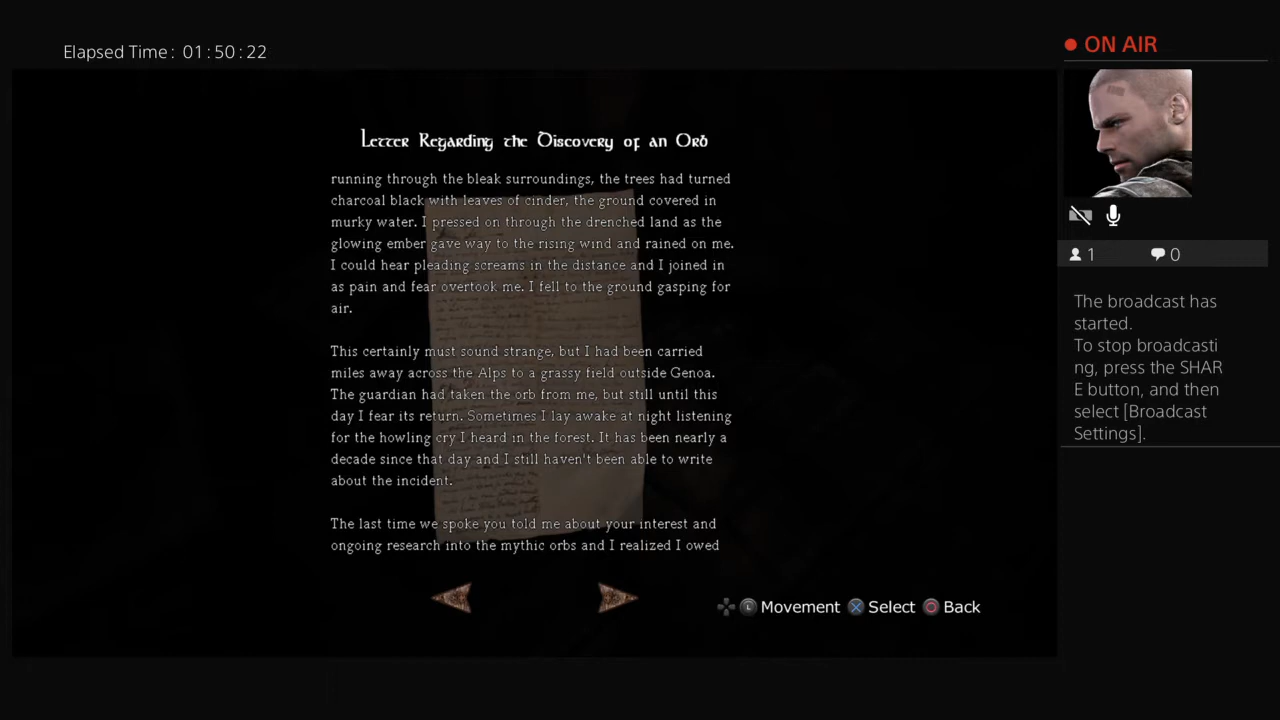 Elapsed Time: 01:50:22
ON AIR
Letter Regarding the Discovery of an Orb
running through the bleak surroundings, the trees had turned
charcoal black with leaves of cinder, the ground covered in
murky water. I pressed on through the drenched land as the
glowing ember gave way to the rising wind and rained on me.
I could hear pleading screams in the distance and I joined in
as pain and fear overtook me. I fell to the ground gasping for
air.
This certainly must sound strange, but I had been carried
miles away across the Alps to a grassy field outside Genoa.
The guardian had taken the orb from me, but still until this
day I fear its return. Sometimes I lay awake at night listening
for the howling cry I heard in the forest. It has been nearly a
decade since that day and I still haven't been able to write
about the incident.
The last time we spoke you told me about your interest and
ongoing research into the mythic orbs and I realized I owed
L Movement Select Back
1 0
The broadcast has
started.
To stop broadcasti
ng, press the SHAR
E button, and then
select [Broadcast
Settings].